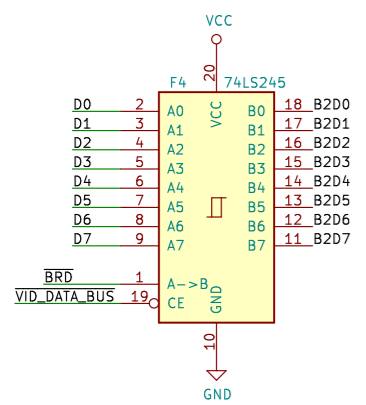 VCC
F4 74LS245
20
VCC
D0 2 A0 B0 18 B2D0
D1 3 A1 B1 17 B2D1
D2 4 A2 B2 16 B2D2
D3 5 A3 B3 15 B2D3
D4 6 A4 B4 14 B2D4
D5 7 A5 B5 13 B2D5
D6 8 A6 B6 12 B2D6
D7 9 A7 B7 11 B2D7
BRD 1 A->B
VID_DATA_BUS 19 CE
GND
10
GND